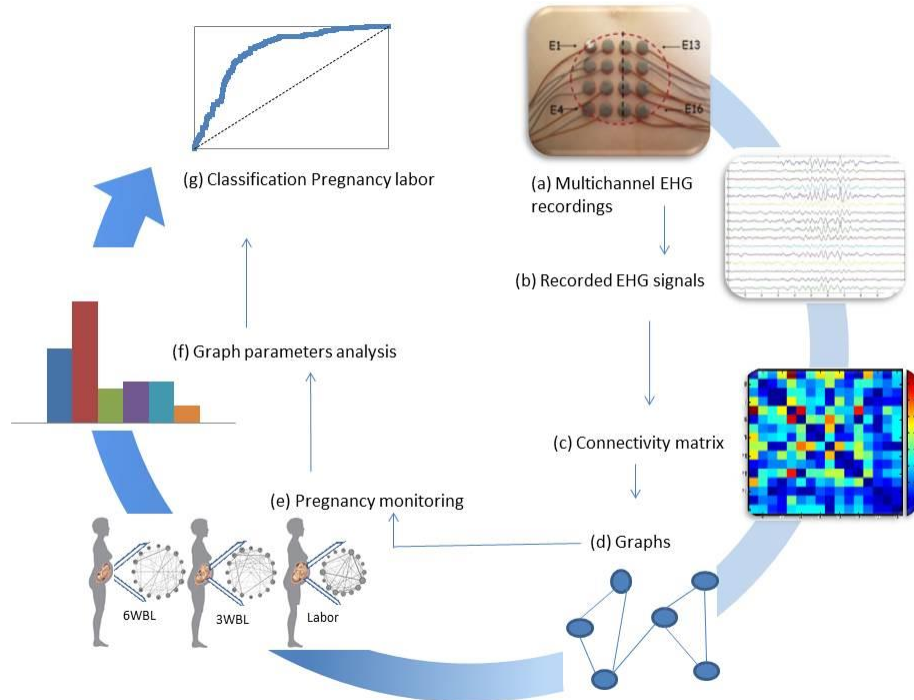 E1
E13
E4
E16
(g) Classification Pregnancy labor
(a) Multichannel EHG
recordings
(b) Recorded EHG signals
(f) Graph parameters analysis
(c) Connectivity matrix
(e) Pregnancy monitoring
(d) Graphs
6WBL
3WBL
Labor